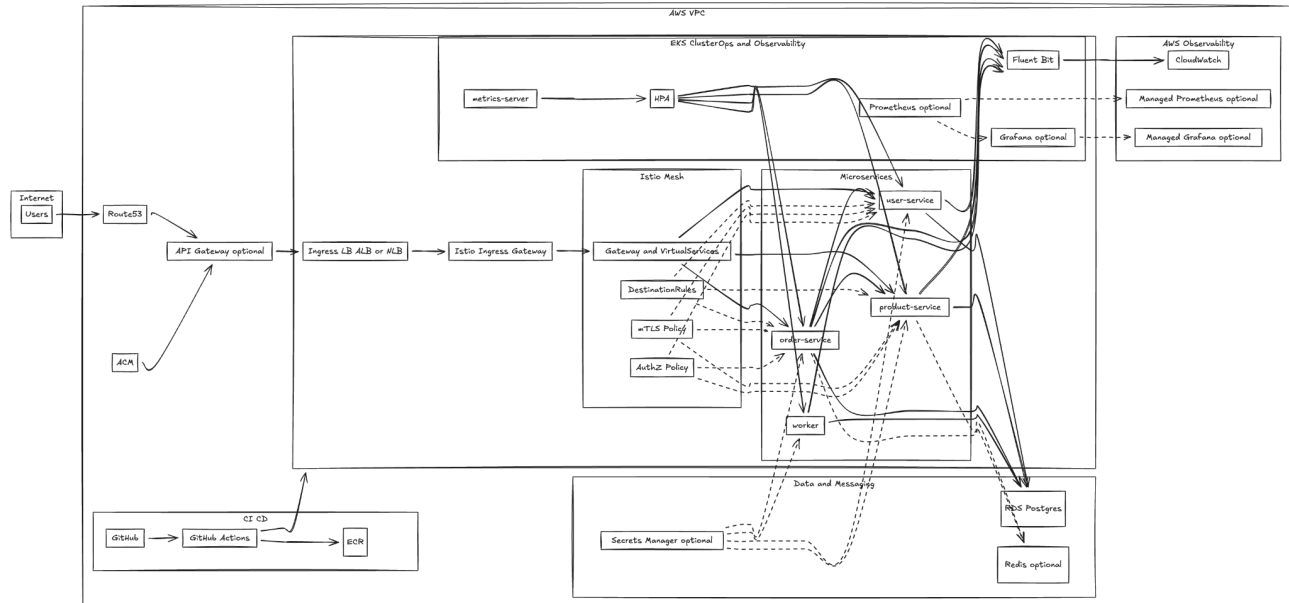 AWS VPC
EKS ClusterOps and Observability
AWS Observability
Fluent Bit
CloudWatch
metrics-server
HPA
Prometheus optional
Managed Prometheus optional
Grafana optional
Managed Grafana optional
Internet
Users
Route53
Istio Mesh
Microservices
user-service
API Gateway optional
Ingress LB ALB or NLB
Istio Ingress Gateway
Gateway and VirtualServices
DestinationRules
product-service
mTLS Policy
order-service
ACM
AuthZ Policy
worker
Data and Messaging
RDS Postgres
CI CD
GitHub
GitHub Actions
ECR
Secrets Manager optional
Redis optional